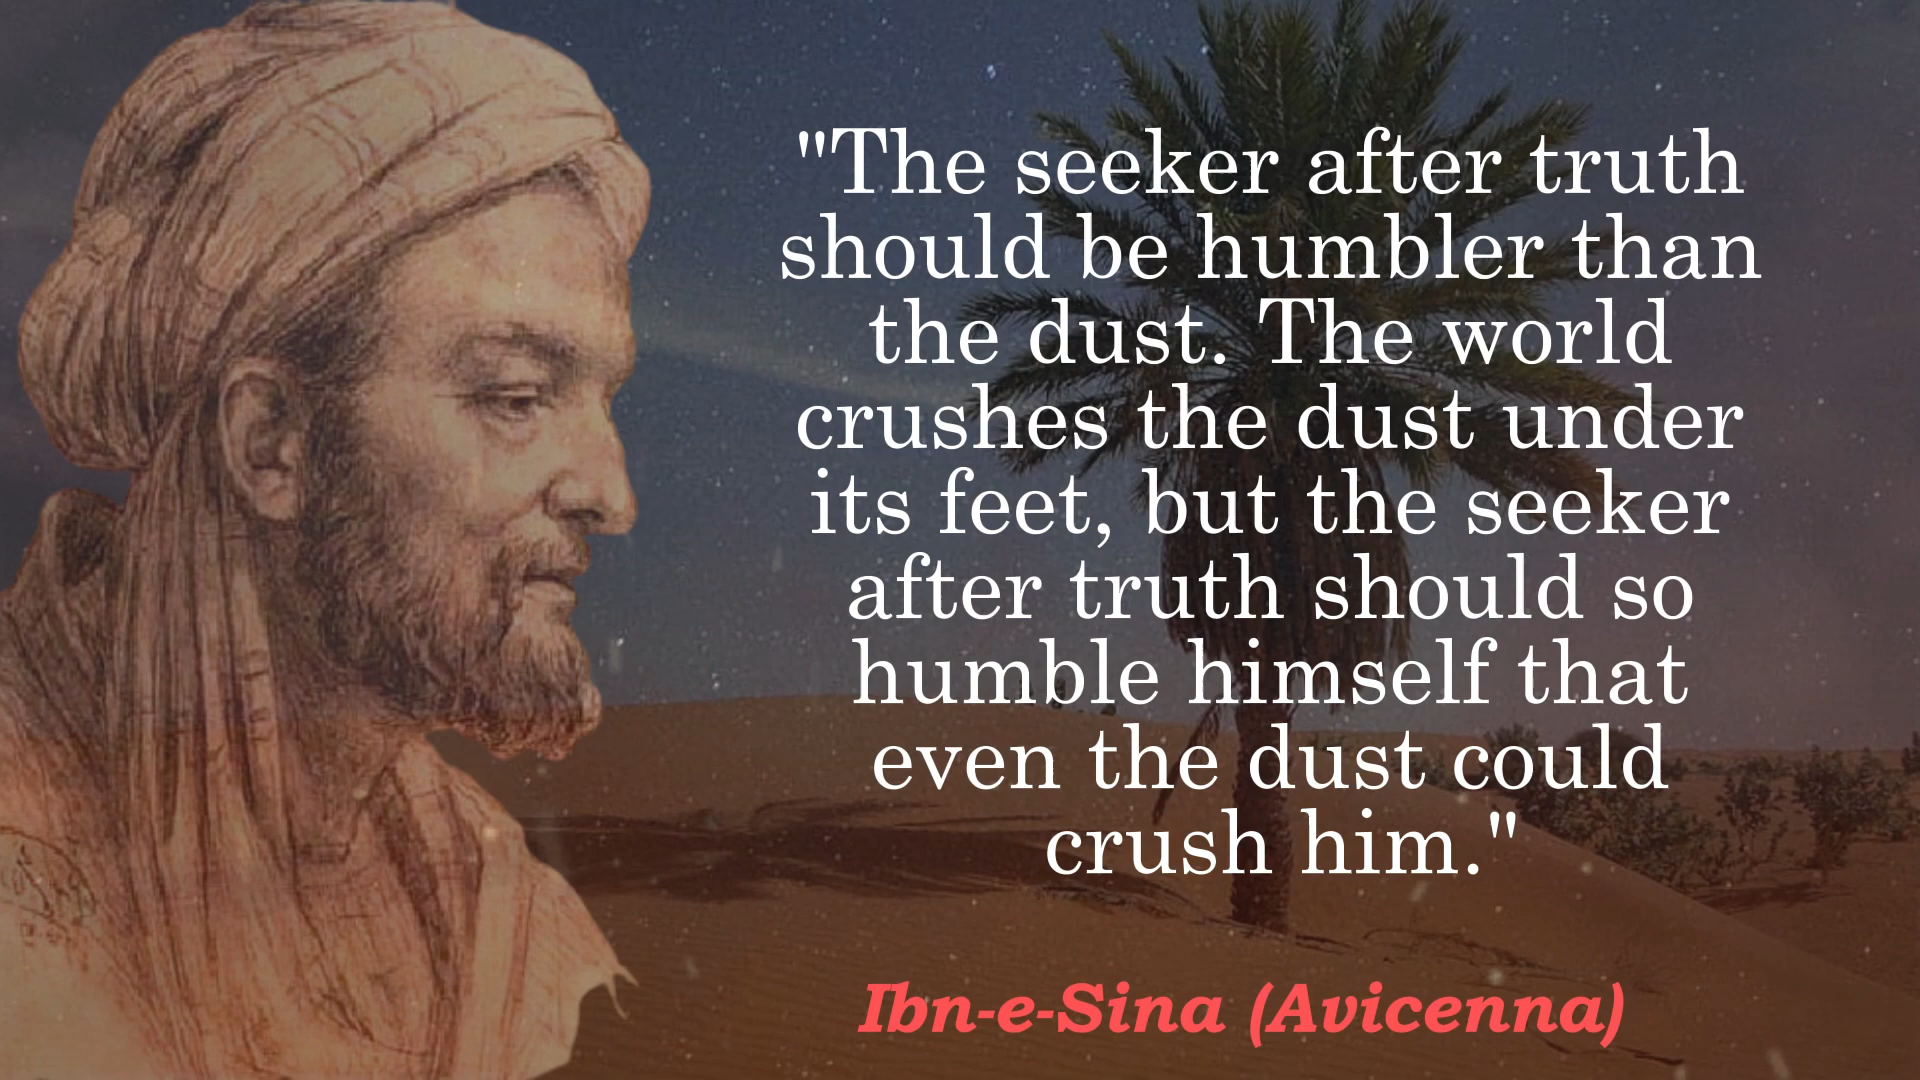 "The seeker after truth
should be humbler than
the dust. The world
crushes the dust under
its feet, but the seeker
after truth should so
humble himself that
even the dust could
crush him."
Ibn-e-Sina (Avicenna)